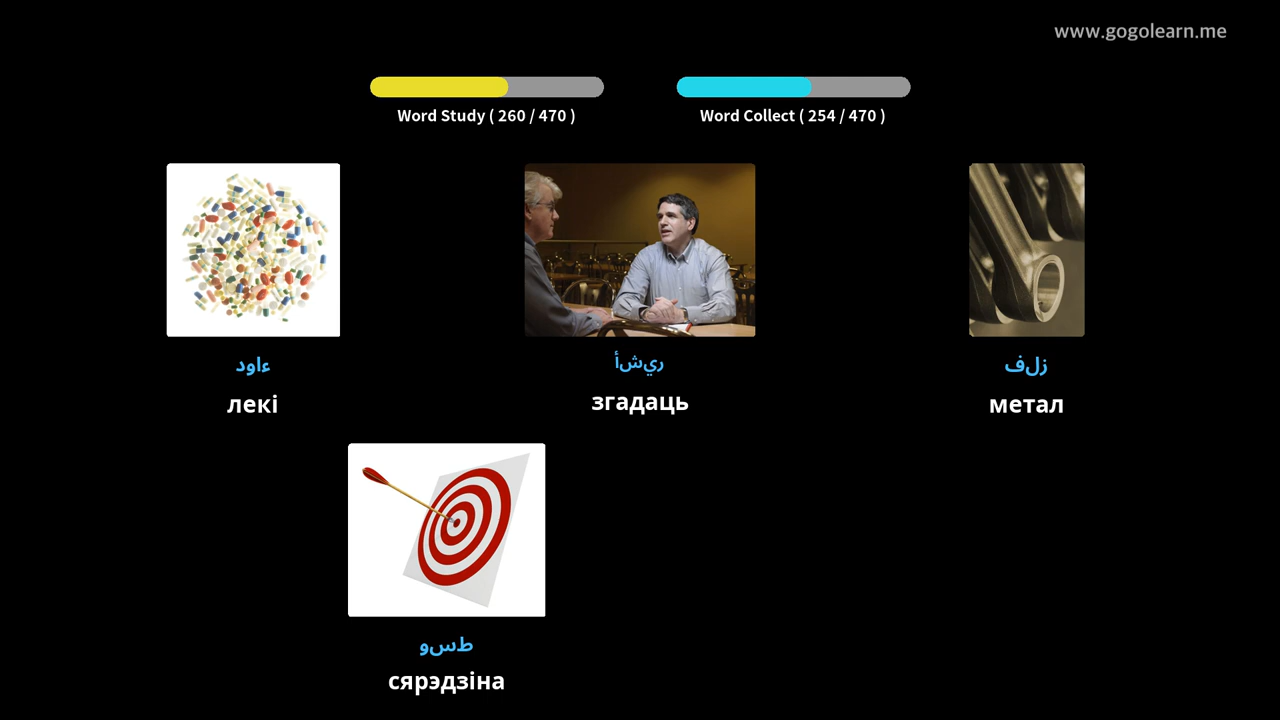 www.gogolearn.me
Word Study ( 260 / 470 )
Word Collect ( 254 / 470 )
ءاود
лекі
ريشأ
згадаць
زلف
метал
طسو
сярэдзіна